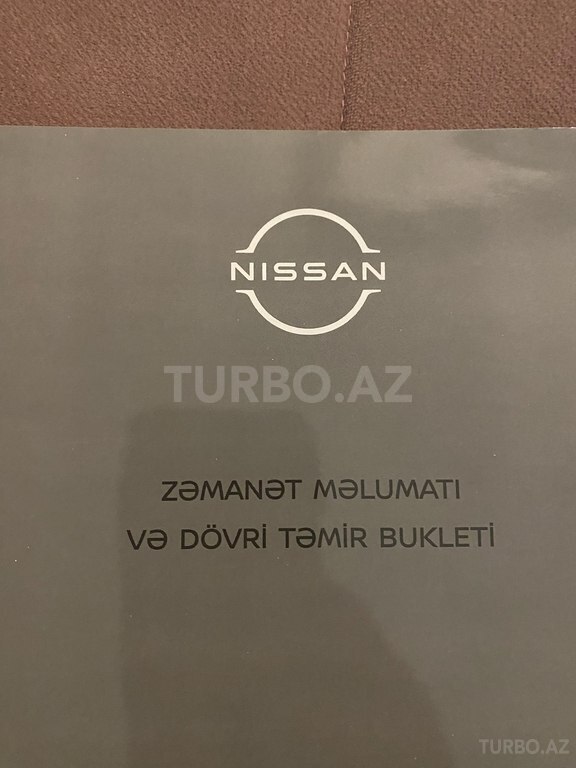 NISSAN
TURBO.AZ
ZƏMANƏT MƏLUMATI
VƏ DÖVRİ TƏMİR BUKLETİ
TURBO.AZ